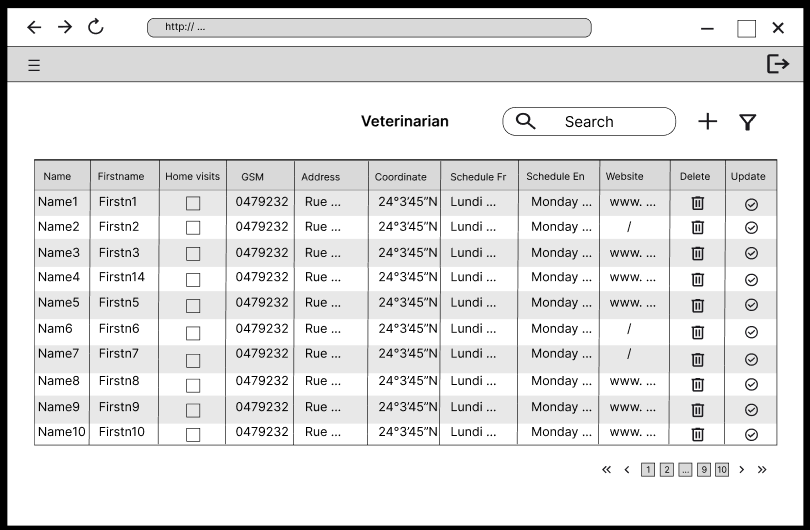 http:// ...
Veterinarian
Search
Name Firstname Home visits GSM Address Coordinate Schedule Fr Schedule En Website Delete Update
Name1 Firstn1 0479232 Rue ... 24°3'45”N Lundi ... Monday ... www. ...
Name2 Firstn2 0479232 Rue ... 24°3'45”N Lundi ... Monday ... /
Name3 Firstn3 0479232 Rue ... 24°3'45”N Lundi ... Monday ... www. ...
Name4 Firstn14 0479232 Rue ... 24°3'45”N Lundi ... Monday ... www. ...
Name5 Firstn5 0479232 Rue ... 24°3'45”N Lundi ... Monday ... www. ...
Nam6 Firstn6 0479232 Rue ... 24°3'45”N Lundi ... Monday ... /
Name7 Firstn7 0479232 Rue ... 24°3'45”N Lundi ... Monday ... /
Name8 Firstn8 0479232 Rue ... 24°3'45”N Lundi ... Monday ... www. ...
Name9 Firstn9 0479232 Rue ... 24°3'45”N Lundi ... Monday ... www. ...
Name10 Firstn10 0479232 Rue ... 24°3'45”N Lundi ... Monday ... www. ...
« ‹ 1 2 ... 9 10 › »